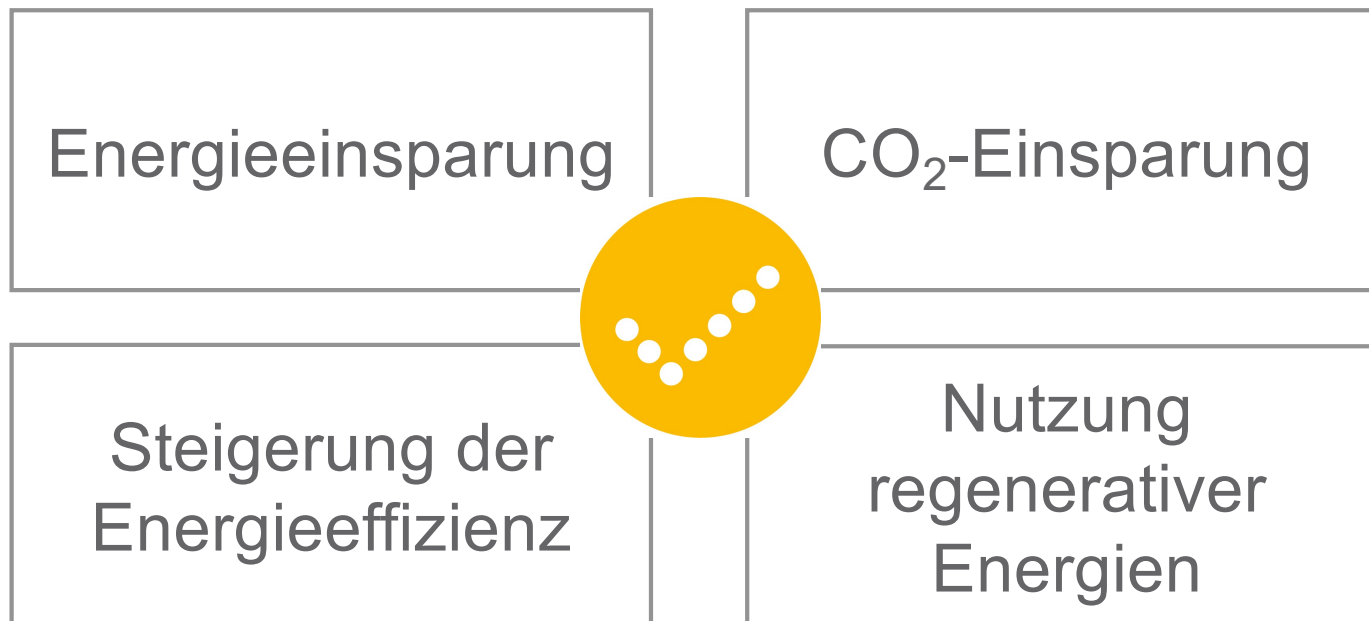 Energieeinsparung
CO₂-Einsparung
Steigerung der
Energieeffizienz
Nutzung
regenerativer
Energien